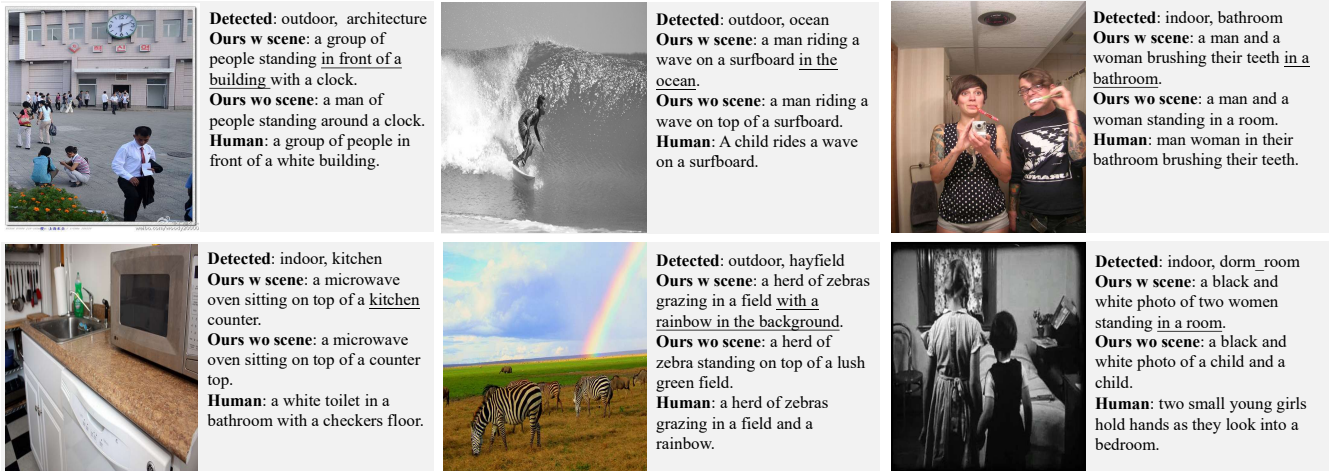 Detected: outdoor, architecture
Ours w scene: a group of
people standing in front of a
building with a clock.
Ours wo scene: a man of
people standing around a clock.
Human: a group of people in
front of a white building.
Detected: outdoor, ocean
Ours w scene: a man riding a
wave on a surfboard in the
ocean.
Ours wo scene: a man riding a
wave on top of a surfboard.
Human: A child rides a wave
on a surfboard.
Detected: indoor, bathroom
Ours w scene: a man and a
woman brushing their teeth in a
bathroom.
Ours wo scene: a man and a
woman standing in a room.
Human: man woman in their
bathroom brushing their teeth.
Detected: indoor, kitchen
Ours w scene: a microwave
oven sitting on top of a kitchen
counter.
Ours wo scene: a microwave
oven sitting on top of a counter
top.
Human: a white toilet in a
bathroom with a checkers floor.
Detected: outdoor, hayfield
Ours w scene: a herd of zebras
grazing in a field with a
rainbow in the background.
Ours wo scene: a herd of
zebra standing on top of a lush
green field.
Human: a herd of zebras
grazing in a field and a
rainbow.
Detected: indoor, dorm_room
Ours w scene: a black and
white photo of two women
standing in a room.
Ours wo scene: a black and
white photo of a child and a
child.
Human: two small young girls
hold hands as they look into a
bedroom.